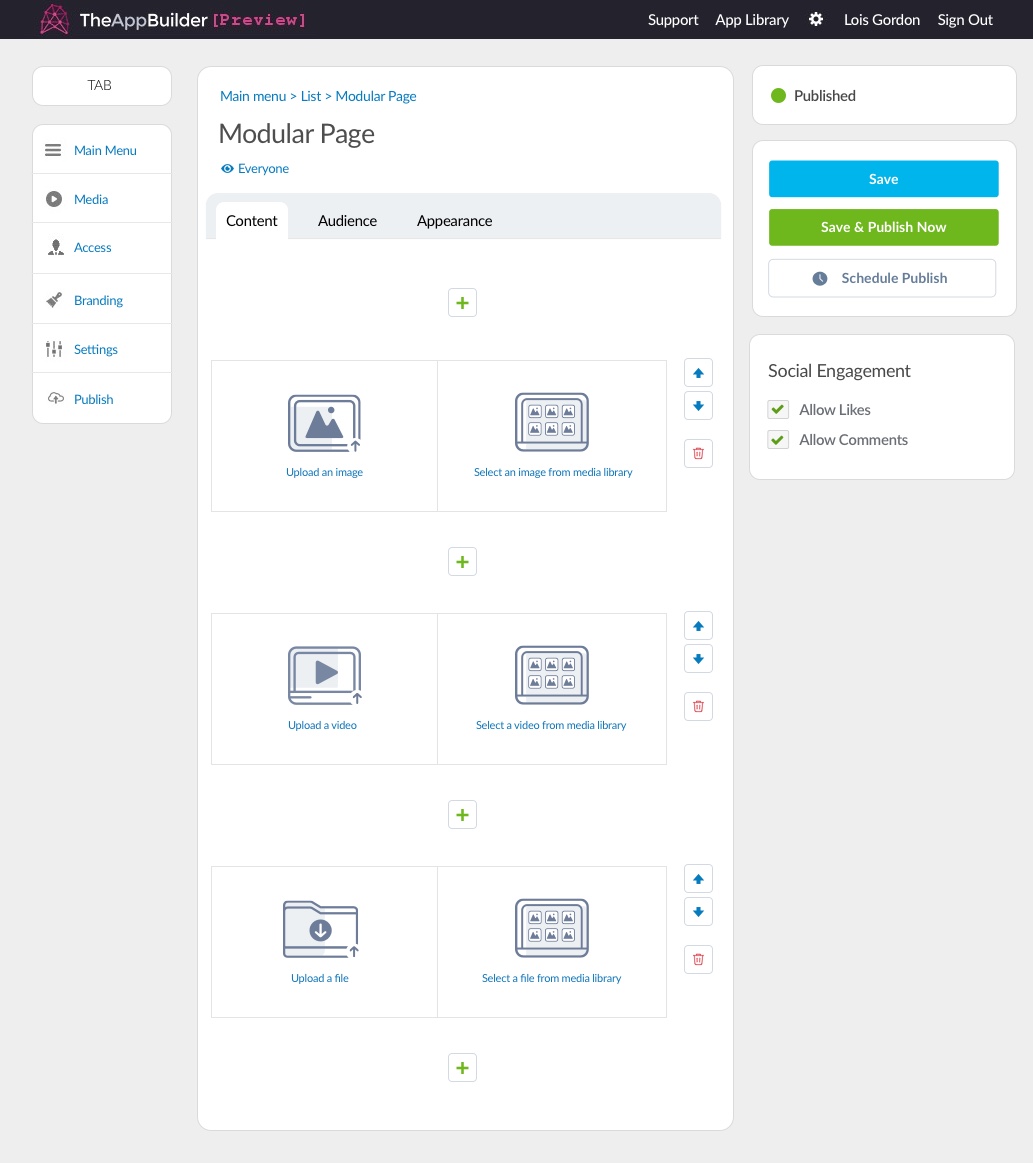 TheAppBuilder [Preview]
Support App Library Lois Gordon Sign Out
TAB
Main Menu
Media
Access
Branding
Settings
Publish
Main menu > List > Modular Page
Modular Page
Everyone
Content Audience Appearance
Upload an image
Select an image from media library
Upload a video
Select a video from media library
Upload a file
Select a file from media library
Published
Save
Save & Publish Now
Schedule Publish
Social Engagement
Allow Likes
Allow Comments